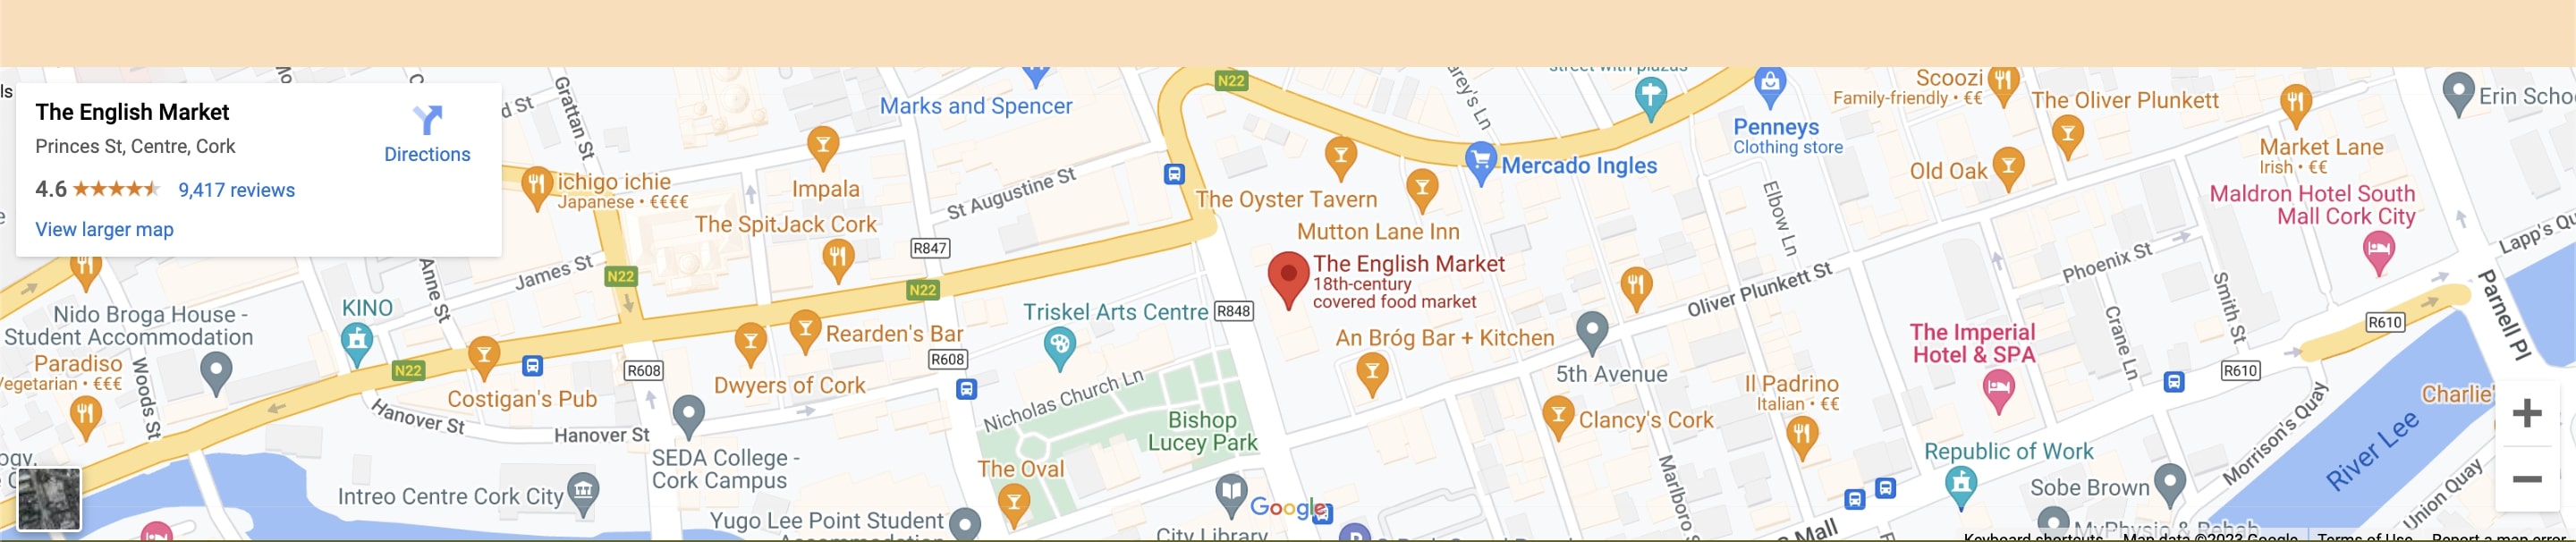 The English Market
Princes St, Centre, Cork
4.6
9,417 reviews
View larger map
Directions
d St
Grattan St
Marks and Spencer
N22
street with plazas
Scoozi
Family-friendly • €€
The Oliver Plunkett
Erin Scho
Penneys
Clothing store
Mercado Ingles
Old Oak
Market Lane
Irish • €€
Maldron Hotel South
Mall Cork City
ichigo ichie
Japanese • €€€€
Impala
St Augustine St
The Oyster Tavern
Mutton Lane Inn
Elbow Ln
The SpitJack Cork
R847
Lapp's Qu
James St
Anne St
N22
N22
The English Market
18th-century
covered food market
Oliver Plunkett St
Phoenix St
Smith St
Parnell Pl
Nido Broga House -
Student Accommodation
KINO
Triskel Arts Centre
R848
Crane Ln
R610
Rearden's Bar
An Bróg Bar + Kitchen
The Imperial
Hotel & SPA
Paradiso
Vegetarian • €€€
Woods St
N22
R608
R608
Dwyers of Cork
5th Avenue
R610
Costigan's Pub
Nicholas Church Ln
Il Padrino
Italian • €€
Charlie'
Hanover St
Hanover St
Bishop
Lucey Park
Clancy's Cork
Morrison's Quay
River Lee
SEDA College -
Cork Campus
The Oval
Republic of Work
Intreo Centre Cork City
Marlboro S
Sobe Brown
Union Quay
Yugo Lee Point Student
Accommodation
City Library
Google
Mall
MyPhysio & Rehab
Keyboard shortcuts
Map data ©2023 Google
Terms of Use
Report a map error